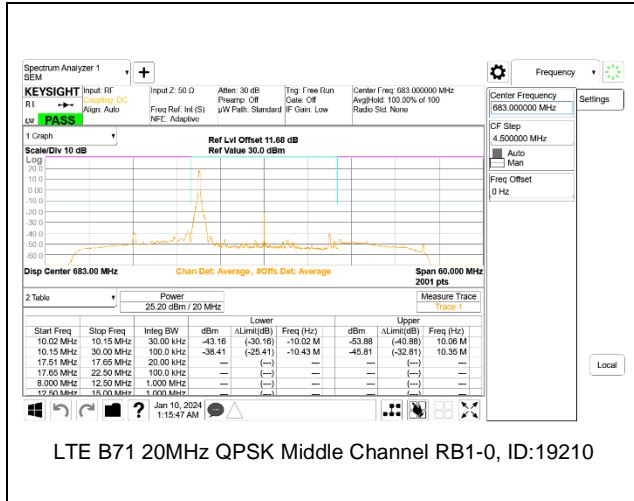 Spectrum Analyzer 1
SEM
Frequency
KEYSIGHT Input: RF Input Z: 50 Ω Atten: 30 dB Trig: Free Run Center Freq: 683.000000 MHz
R L Coupling: DC Preamp: Off Gate: Off Avg|Hold: 100.00% of 100
Align: Auto Freq Ref: Int (S) µW Path: Standard IF Gain: Low Radio Std: None
NFE: Adaptive
PASS
Center Frequency
683.000000 MHz
Settings
CF Step
4.500000 MHz
Auto
Man
Freq Offset
0 Hz
Local
1 Graph
Ref Lvl Offset 11.68 dB
Scale/Div 10 dB Ref Value 30.0 dBm
Log
20.0
10.0
0.00
-10.0
-20.0
-30.0
-40.0
-50.0
-60.0
Disp Center 683.00 MHz Chan Det: Average, #Offs Det: Average Span 60.000 MHz
2001 pts
2 Table Power Measure Trace
25.20 dBm / 20 MHz Trace 1
Lower Upper
Start Freq Stop Freq Integ BW dBm ΔLimit(dB) Freq (Hz) dBm ΔLimit(dB) Freq (Hz)
10.02 MHz 10.15 MHz 30.00 kHz -43.16 (-30.16) -10.02 M -53.88 (-40.88) 10.06 M
10.15 MHz 30.00 MHz 100.0 kHz -38.41 (-25.41) -10.43 M -45.81 (-32.81) 10.35 M
17.51 MHz 17.65 MHz 20.00 kHz --- (---) --- (---) ---
17.65 MHz 22.50 MHz 100.0 kHz --- (---) --- --- (---) ---
8.000 MHz 12.50 MHz 1.000 MHz --- (---) --- --- (---) ---
12.50 MHz 15.00 MHz 1.000 MHz --- (---) --- --- (---) ---
Jan 10, 2024
1:15:47 AM
LTE B71 20MHz QPSK Middle Channel RB1-0, ID:19210